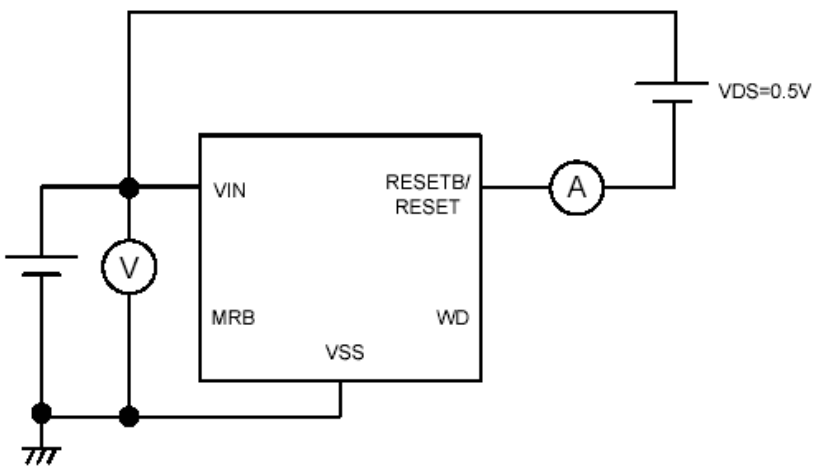 VDS=0.5V
VIN
RESETB/
RESET
A
V
MRB
WD
VSS